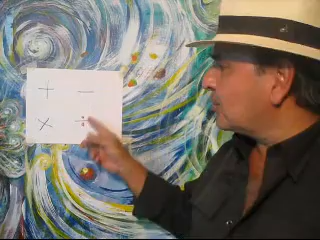 + −
× ÷